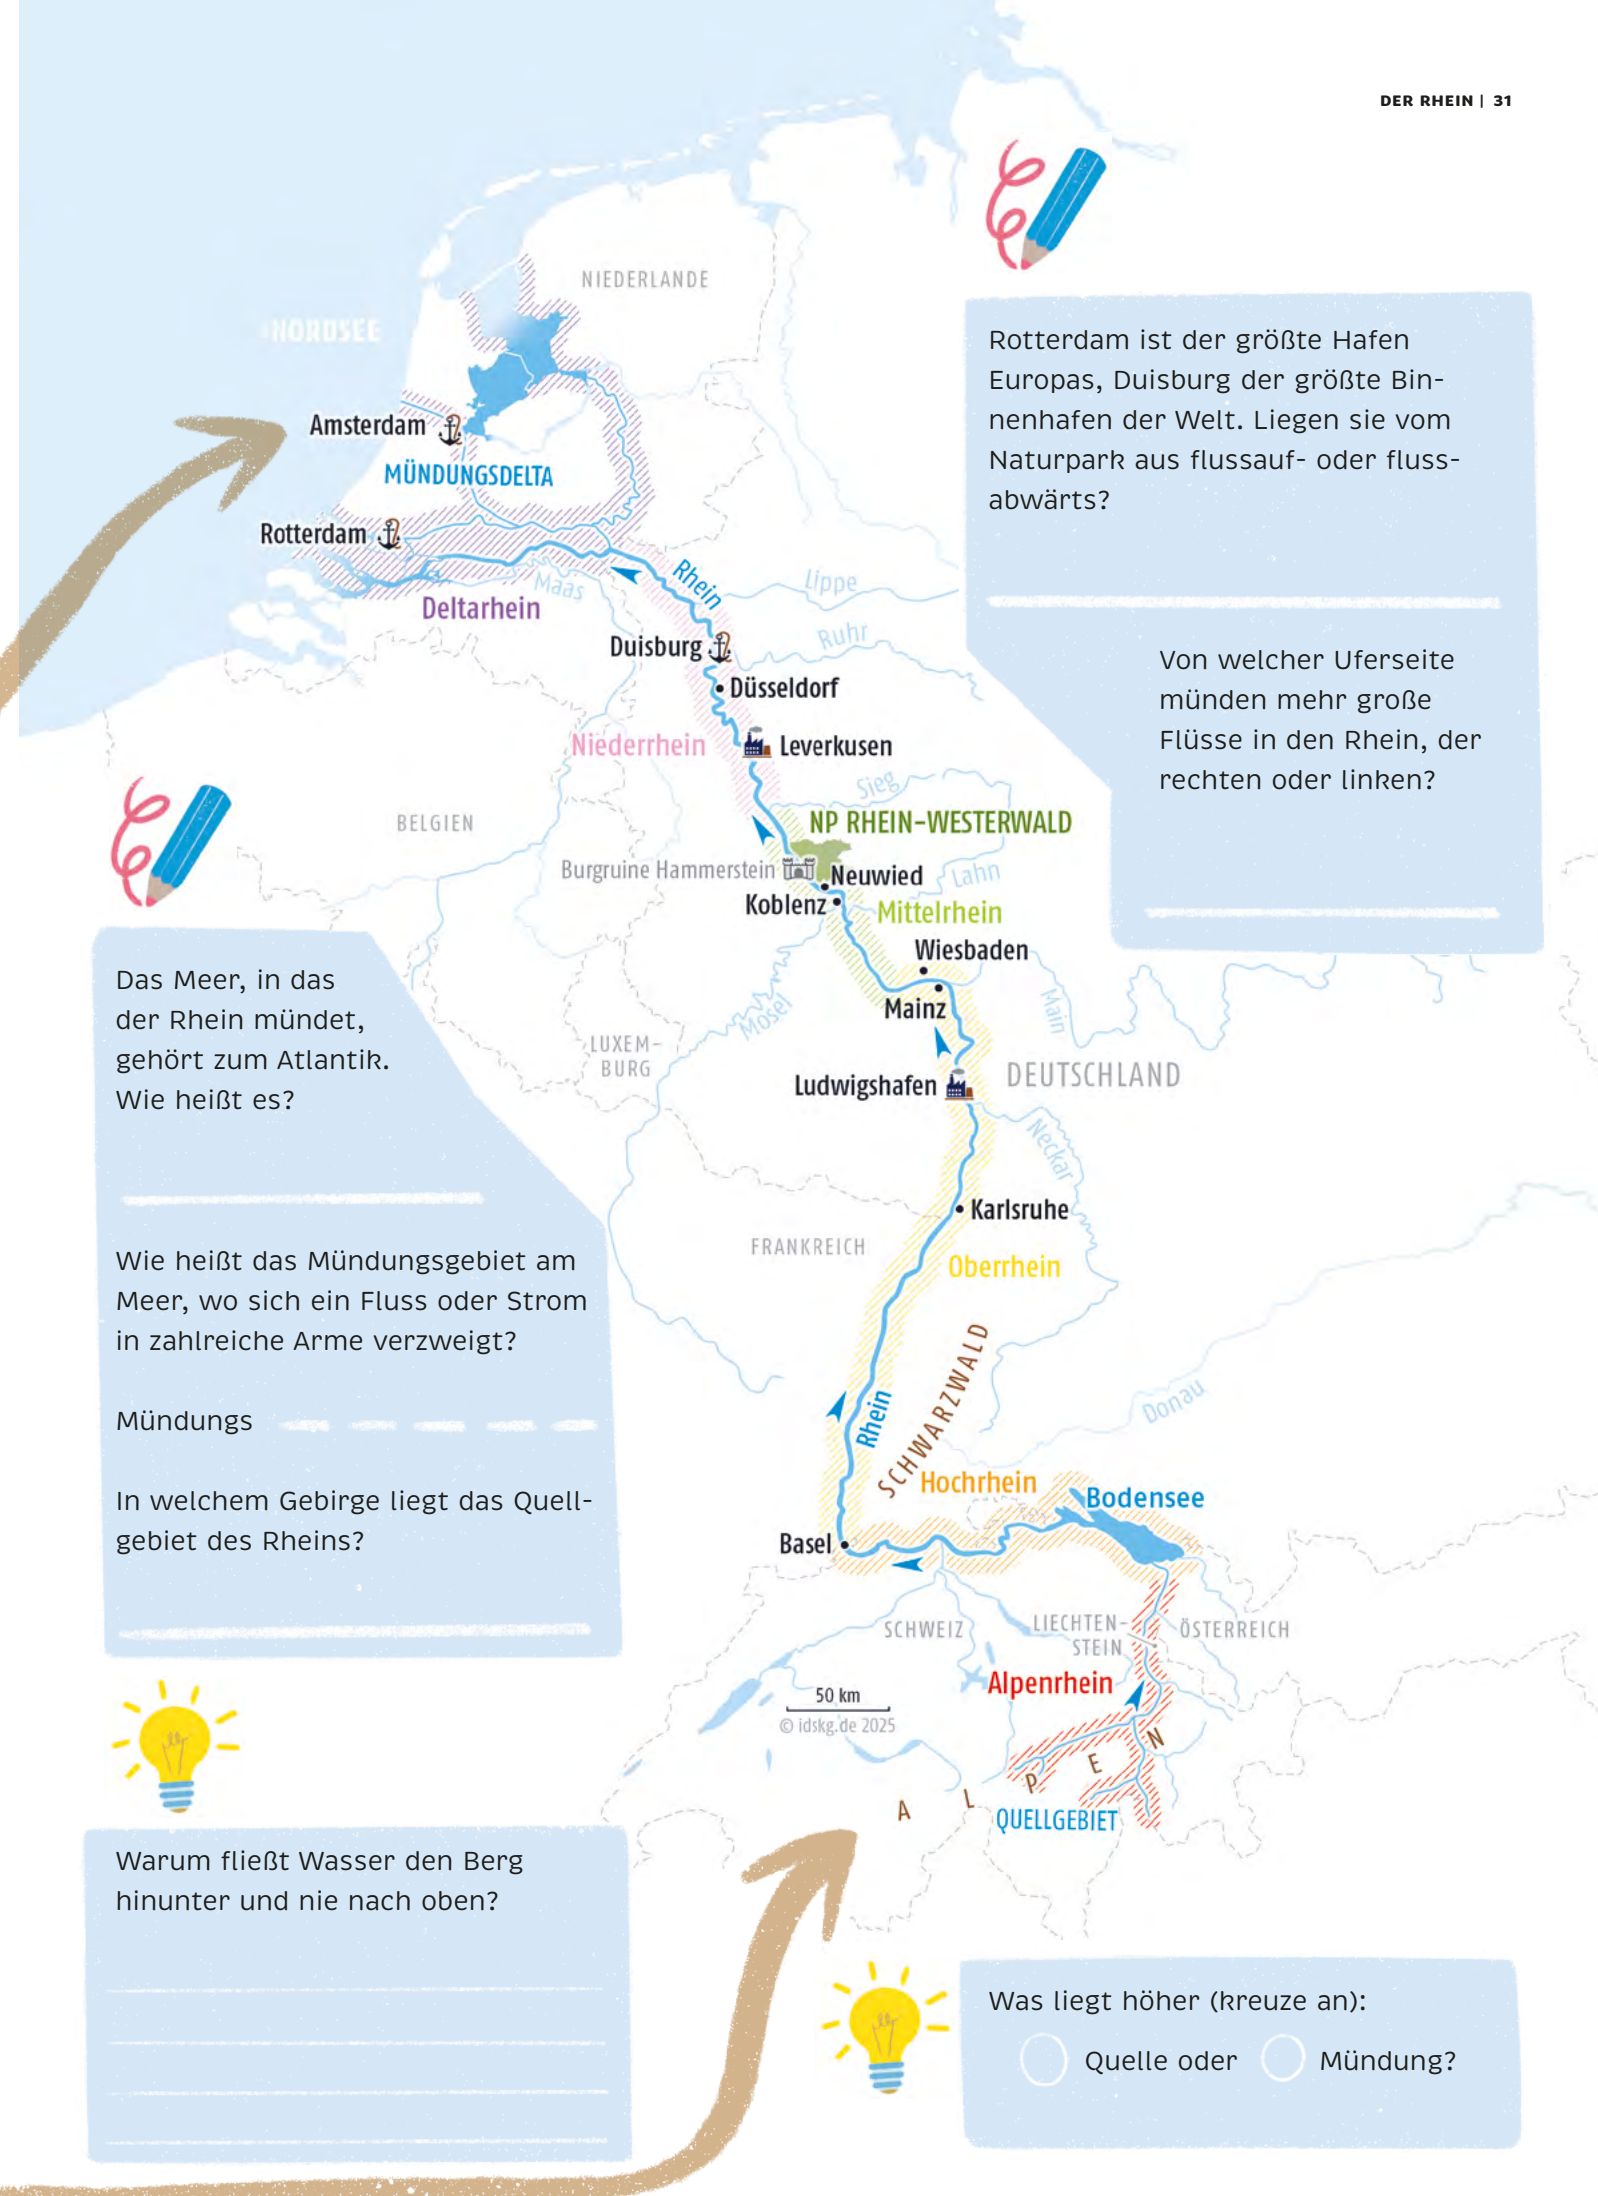 DER RHEIN | 31
NIEDERLANDE
NORDSEE
Rotterdam ist der größte Hafen
Europas, Duisburg der größte Bin-
nenhafen der Welt. Liegen sie vom
Naturpark aus flussauf- oder fluss-
abwärts?
Von welcher Uferseite
münden mehr große
Flüsse in den Rhein, der
rechten oder linken?
Amsterdam
MÜNDUNGSDELTA
Rotterdam
Maas
Deltarhein
Rhein
Lippe
Ruhr
Duisburg
Düsseldorf
Niederrhein
Leverkusen
Sieg
BELGIEN
NP RHEIN-WESTERWALD
Burgruine Hammerstein
Neuwied
Lahn
Koblenz
Mittelrhein
Wiesbaden
Mainz
Main
Mosel
LUXEM-
BURG
Ludwigshafen
DEUTSCHLAND
Neckar
Karlsruhe
FRANKREICH
Oberrhein
SCHWARZWALD
Rhein
Donau
Hochrhein
Bodensee
Basel
SCHWEIZ
LIECHTEN-
STEIN
ÖSTERREICH
Alpenrhein
50 km
© idskg.de 2025
ALPEN
QUELLGEBIET
Das Meer, in das
der Rhein mündet,
gehört zum Atlantik.
Wie heißt es?
Wie heißt das Mündungsgebiet am
Meer, wo sich ein Fluss oder Strom
in zahlreiche Arme verzweigt?
Mündungs
In welchem Gebirge liegt das Quell-
gebiet des Rheins?
Warum fließt Wasser den Berg
hinunter und nie nach oben?
Was liegt höher (kreuze an):
Quelle oder Mündung?